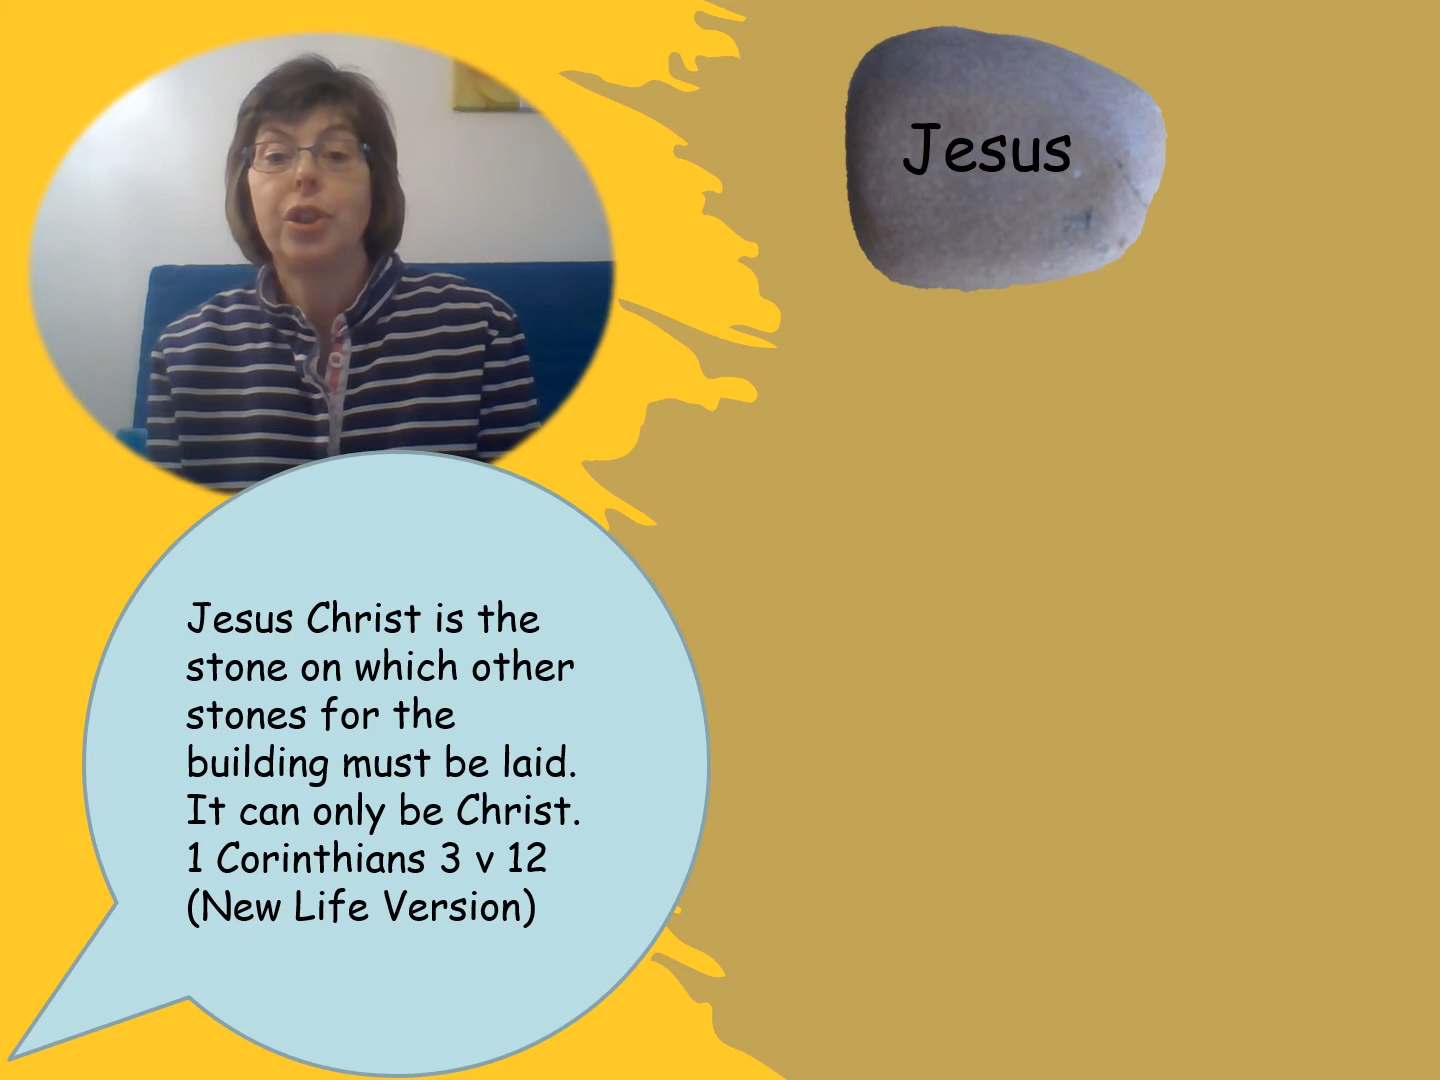 Jesus
Jesus Christ is the
stone on which other
stones for the
building must be laid.
It can only be Christ.
1 Corinthians 3 v 12
(New Life Version)